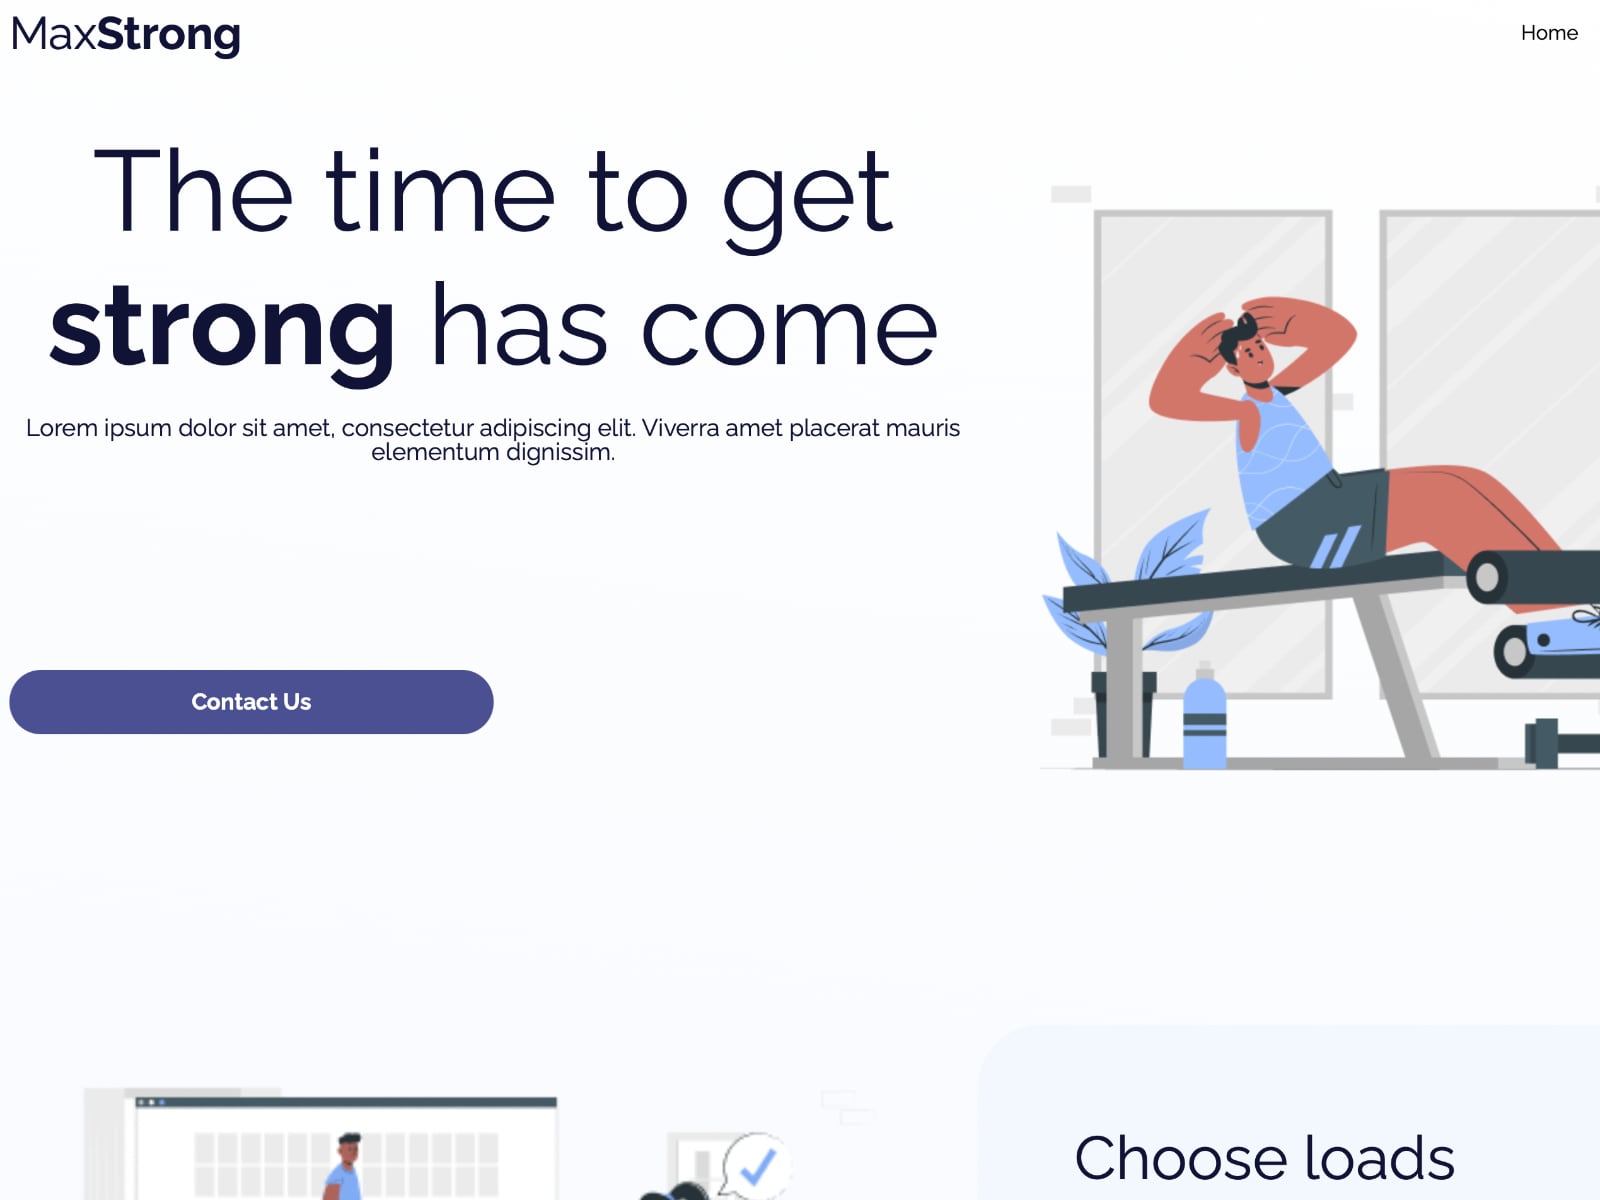 MaxStrong
Home
The time to get
strong has come
Lorem ipsum dolor sit amet, consectetur adipiscing elit. Viverra amet placerat mauris
elementum dignissim.
Contact Us
Choose loads